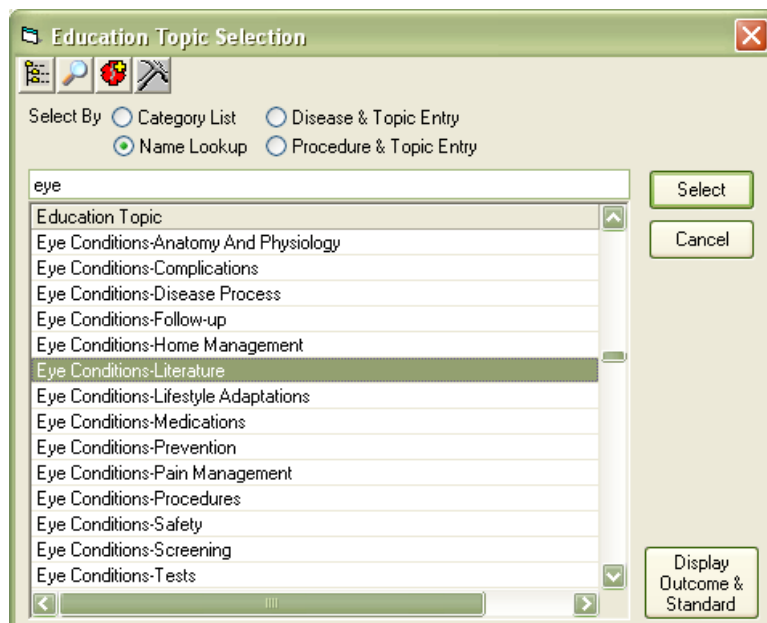 Education Topic Selection
Select By Category List Disease & Topic Entry
Name Lookup Procedure & Topic Entry
eye
Select
Education Topic
Cancel
Eye Conditions-Anatomy And Physiology
Eye Conditions-Complications
Eye Conditions-Disease Process
Eye Conditions-Follow-up
Eye Conditions-Home Management
Eye Conditions-Literature
Eye Conditions-Lifestyle Adaptations
Eye Conditions-Medications
Eye Conditions-Prevention
Eye Conditions-Pain Management
Eye Conditions-Procedures
Eye Conditions-Safety
Eye Conditions-Screening
Eye Conditions-Tests
Display
Outcome &
Standard